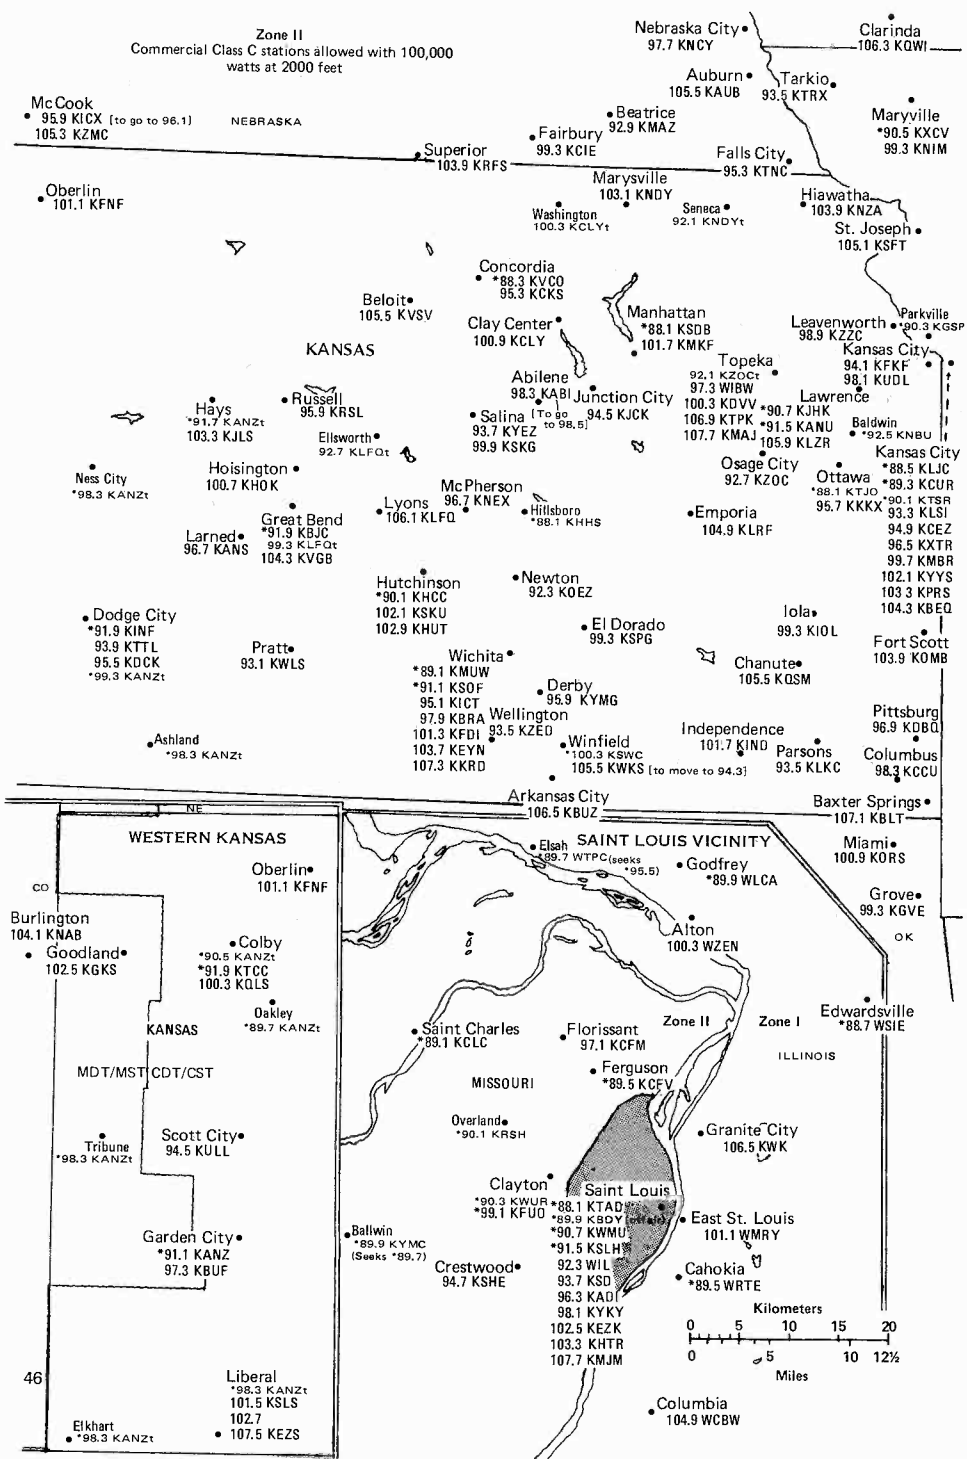 Zone II
Commercial Class C stations allowed with 100,000
watts at 2000 feet
Nebraska City
97.7 KNCY
Clarinda
106.3 KQWI
Auburn
105.5 KAUB
Tarkio
93.5 KTRX
McCook
95.9 KICX [to go to 96.1]
105.3 KZMC
NEBRASKA
Beatrice
92.9 KMAZ
Fairbury
99.3 KCIE
Maryville
*90.5 KXCV
99.3 KNIM
Superior
103.9 KRFS
Falls City
95.3 KTNC
Oberlin
101.1 KFNF
Marysville
103.1 KNDY
Washington
100.3 KCLYt
Seneca
92.1 KNDYt
Hiawatha
103.9 KNZA
St. Joseph
105.1 KSFT
Concordia
*88.3 KVCO
95.3 KCKS
Beloit
105.5 KVSV
Clay Center
100.9 KCLY
Manhattan
*88.1 KSDB
101.7 KMKF
Leavenworth
98.9 KZZC
Parkville
*90.3 KGSP
KANSAS
Kansas City
94.1 KFKF
98.1 KUDL
Topeka
92.1 KZOCt
97.3 WIBW
100.3 KDVV
106.9 KTPK
107.7 KMAJ
Lawrence
*90.7 KJHK
*91.5 KANU
105.9 KLZR
Abilene
98.3 KABI
[To go
to 98.5]
Junction City
94.5 KJCK
Hays
*91.7 KANZt
103.3 KJLS
Russell
95.9 KRSL
Salina
93.7 KYEZ
99.9 KSKG
Ellsworth
92.7 KLFQt
Baldwin
*92.5 KNBU
Kansas City
*88.5 KLJC
*89.3 KCUR
*90.1 KTSR
93.3 KLSI
94.9 KCEZ
96.5 KXTR
99.7 KMBR
102.1 KYYS
103.3 KPRS
104.3 KBEQ
Ness City
*98.3 KANZt
Hoisington
100.7 KHOK
Osage City
92.7 KZOC
Ottawa
*88.1 KTJO
95.7 KKKX
McPherson
96.7 KNEX
Lyons
106.1 KLFQ
Hillsboro
*88.1 KHHS
Emporia
104.9 KLRF
Great Bend
*91.9 KBJC
99.3 KLFQt
104.3 KVGB
Larned
96.7 KANS
Hutchinson
*90.1 KHCC
102.1 KSKU
102.9 KHUT
Newton
92.3 KOEZ
Dodge City
*91.9 KINF
93.9 KTTL
95.5 KDCK
*99.3 KANZt
Pratt
93.1 KWLS
El Dorado
99.3 KSPG
Iola
99.3 KIOL
Fort Scott
103.9 KOMB
Wichita
*89.1 KMUW
*91.1 KSOF
95.1 KICT
97.9 KBRA
101.3 KFDI
103.7 KEYN
107.3 KKRD
Chanute
105.5 KQSM
Derby
95.9 KYMG
Wellington
93.5 KZED
Ashland
*98.3 KANZt
Winfield
*100.3 KSWC
105.5 KWKS [to move to 94.3]
Independence
101.7 KIND
Parsons
93.5 KLKC
Pittsburg
96.9 KDBQ
Columbus
98.3 KCCU
Arkansas City
106.5 KBUZ
Baxter Springs
107.1 KBLT
Miami
100.9 KORS
Grove
99.3 KGVE
OK
NE
WESTERN KANSAS
Oberlin
101.1 KFNF
CO
Burlington
104.1 KNAB
Goodland
102.5 KGKS
Colby
*90.5 KANZt
*91.9 KTCC
100.3 KQLS
Oakley
*89.7 KANZt
KANSAS
MDT/MST CDT/CST
Tribune
*98.3 KANZt
Scott City
94.5 KULL
Garden City
*91.1 KANZ
97.3 KBUF
Liberal
*98.3 KANZt
101.5 KSLS
102.7
107.5 KEZS
Elkhart
*98.3 KANZt
46
SAINT LOUIS VICINITY
Elsah
*89.7 WTPC (seeks
*95.5)
Godfrey
*89.9 WLCA
Alton
100.3 WZEN
Edwardsville
*88.7 WSIE
Saint Charles
*89.1 KCLC
Florissant
97.1 KCFM
Zone II
Zone I
ILLINOIS
Ferguson
*89.5 KCFV
MISSOURI
Overland
*90.1 KRSH
Granite City
106.5 KWK
Clayton
*90.3 KWUR
*99.1 KFUO
Saint Louis
*88.1 KTAD
*89.9 KBDY [off air]
*90.7 KWMU
*91.5 KSLH
92.3 WIL
93.7 KSD
96.3 KADI
98.1 KYKY
102.5 KEZK
103.3 KHTR
107.7 KMJM
East St. Louis
101.1 WMRY
Ballwin
*89.9 KYMC
(Seeks *89.7)
Crestwood
94.7 KSHE
Cahokia
*89.5 WRTE
Kilometers
0 5 10 15 20
0 5 10 12½
Miles
Columbia
104.9 WCBW